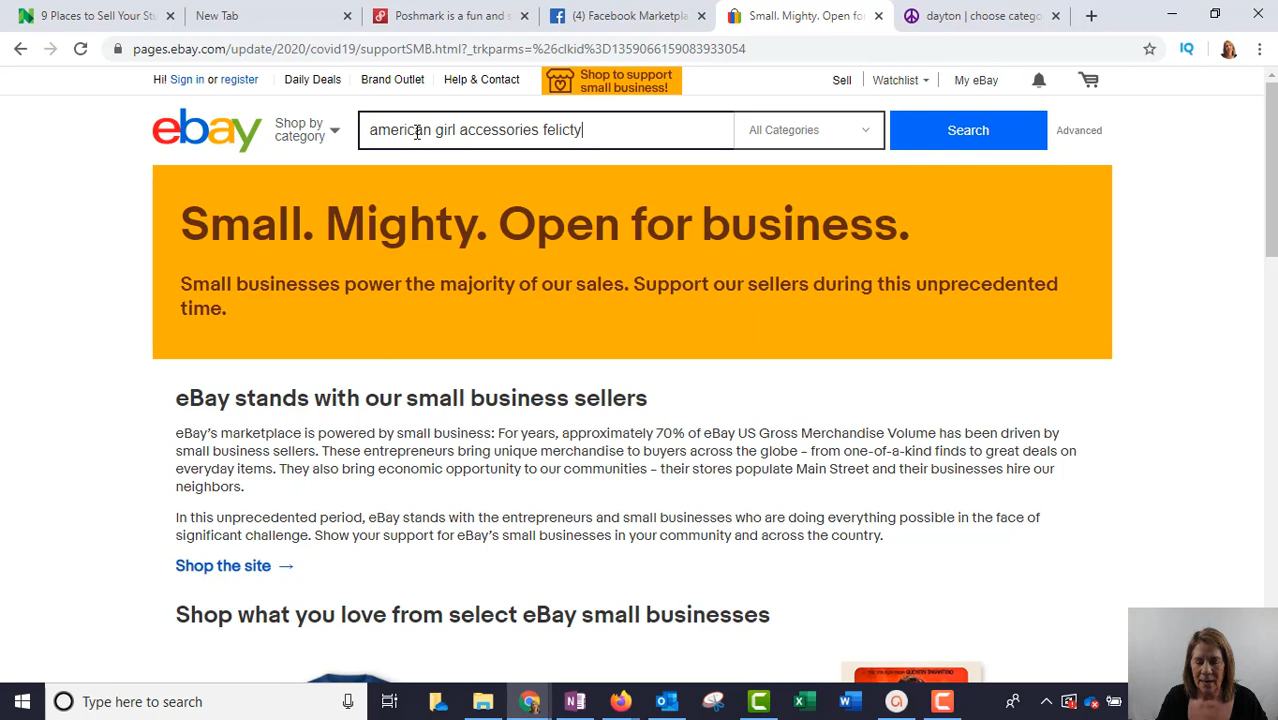 9 Places to Sell Your Stu
New Tab
Poshmark is a fun and s
(4) Facebook Marketpla
Small. Mighty. Open for
dayton | choose catego
pages.ebay.com/update/2020/covid19/supportSMB.html?_trkparms=%26clkid%3D1359066159083933054
IQ
Hi! Sign in or register
Daily Deals
Brand Outlet
Help & Contact
Shop to support
small business!
Sell
Watchlist
My eBay
ebay
Shop by
category
american girl accessories felicty
All Categories
Search
Advanced
Small. Mighty. Open for business.
Small businesses power the majority of our sales. Support our sellers during this unprecedented
time.
eBay stands with our small business sellers
eBay’s marketplace is powered by small business: For years, approximately 70% of eBay US Gross Merchandise Volume has been driven by
small business sellers. These entrepreneurs bring unique merchandise to buyers across the globe – from one-of-a-kind finds to great deals on
everyday items. They also bring economic opportunity to our communities – their stores populate Main Street and their businesses hire our
neighbors.
In this unprecedented period, eBay stands with the entrepreneurs and small businesses who are doing everything possible in the face of
significant challenge. Show your support for eBay’s small businesses in your community and across the country.
Shop the site →
Shop what you love from select eBay small businesses
Type here to search